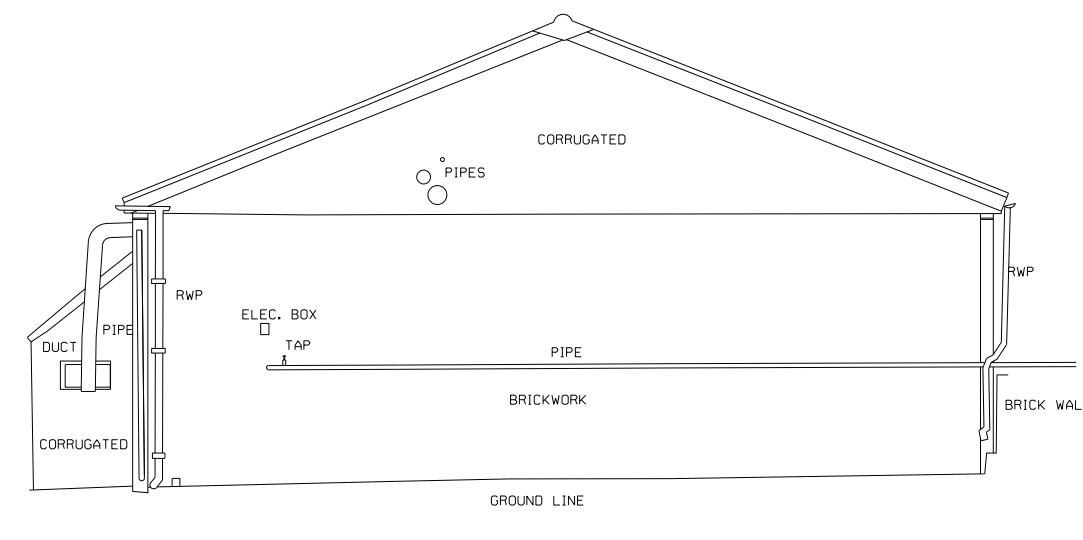 CORRUGATED
PIPES
RWP
RWP
ELEC. BOX
PIPE
DUCT
TAP
PIPE
BRICKWORK
BRICK WAL
CORRUGATED
GROUND LINE